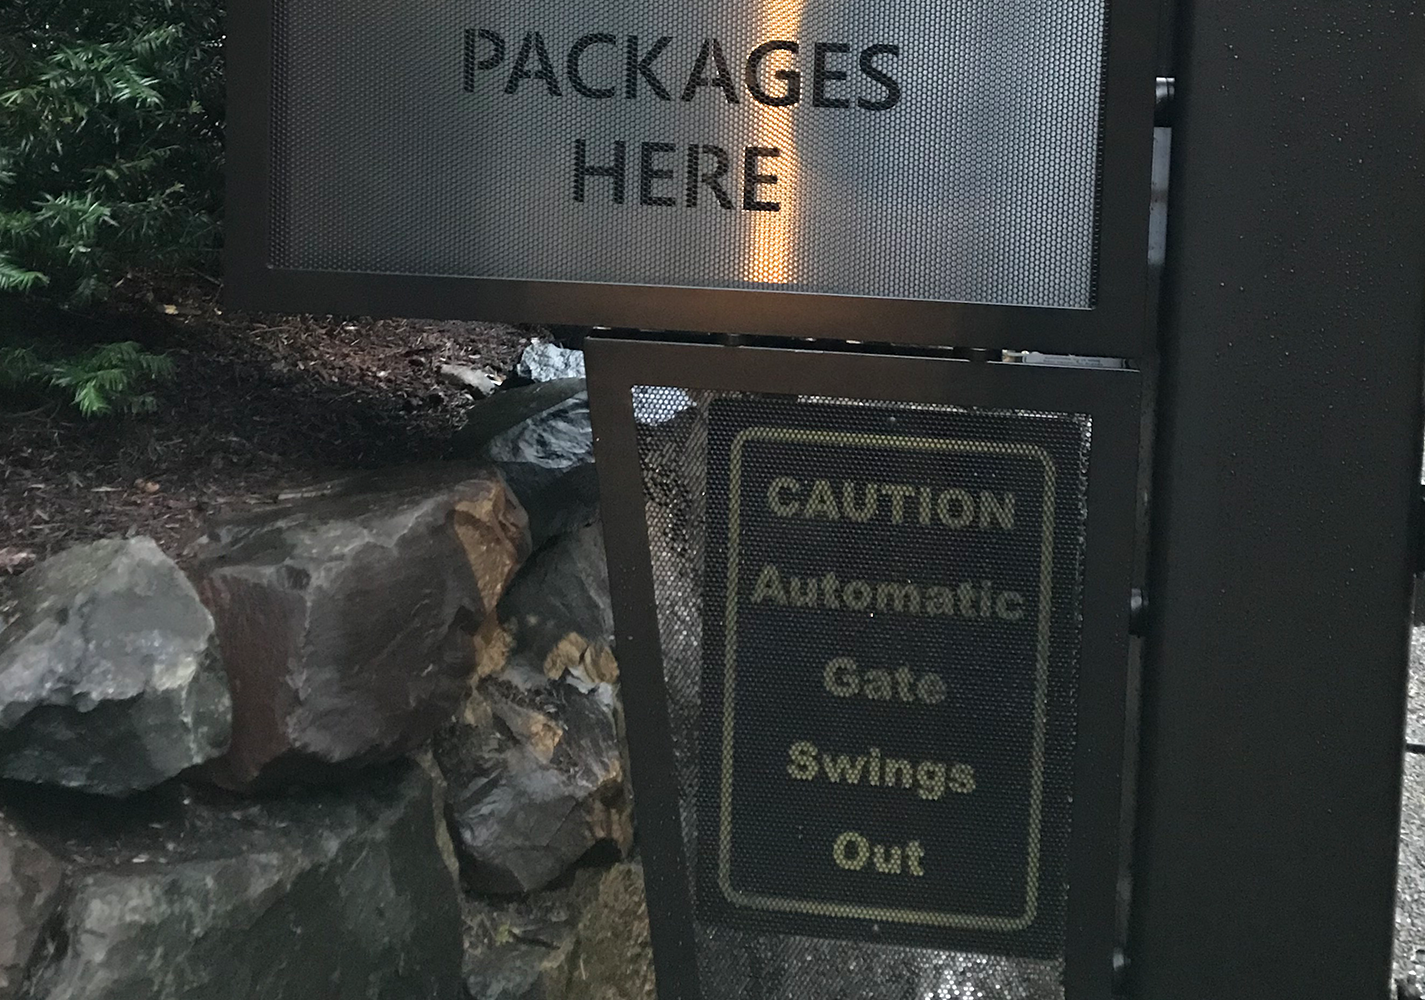 PACKAGES
HERE
CAUTION
Automatic
Gate
Swings
Out